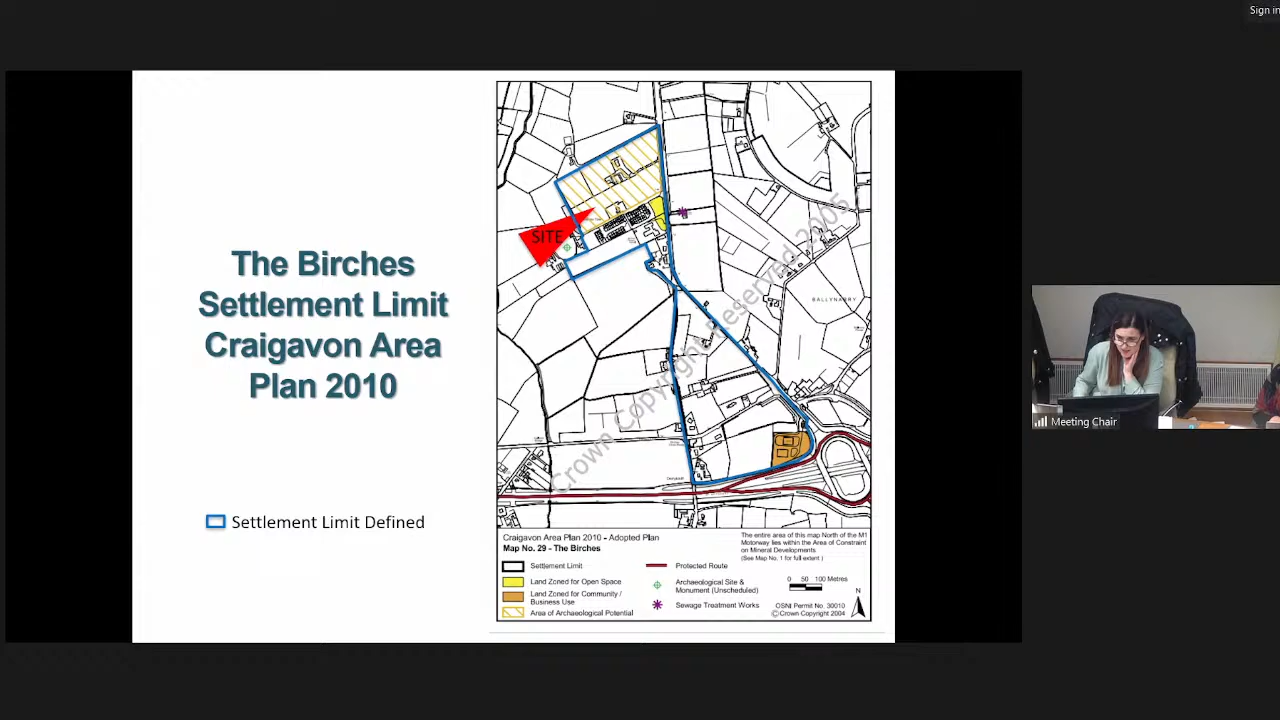 Sign in
The Birches
Settlement Limit
Craigavon Area
Plan 2010
Settlement Limit Defined
SITE
BALLYNARRY
Crown Copyright Reserved 2005
Craigavon Area Plan 2010 - Adopted Plan
Map No. 29 - The Birches
The entire area of this map North of the M1
Motorway lies within the Area of Constraint
on Mineral Developments
(See Map No. 1 for full extent )
Settlement Limit
Land Zoned for Open Space
Land Zoned for Community /
Business Use
Area of Archaeological Potential
Protected Route
Archaeological Site &
Monument (Unscheduled)
Sewage Treatment Works
0 50 100 Metres
N
OSNI Permit No. 30010
©Crown Copyright 2004
Meeting Chair